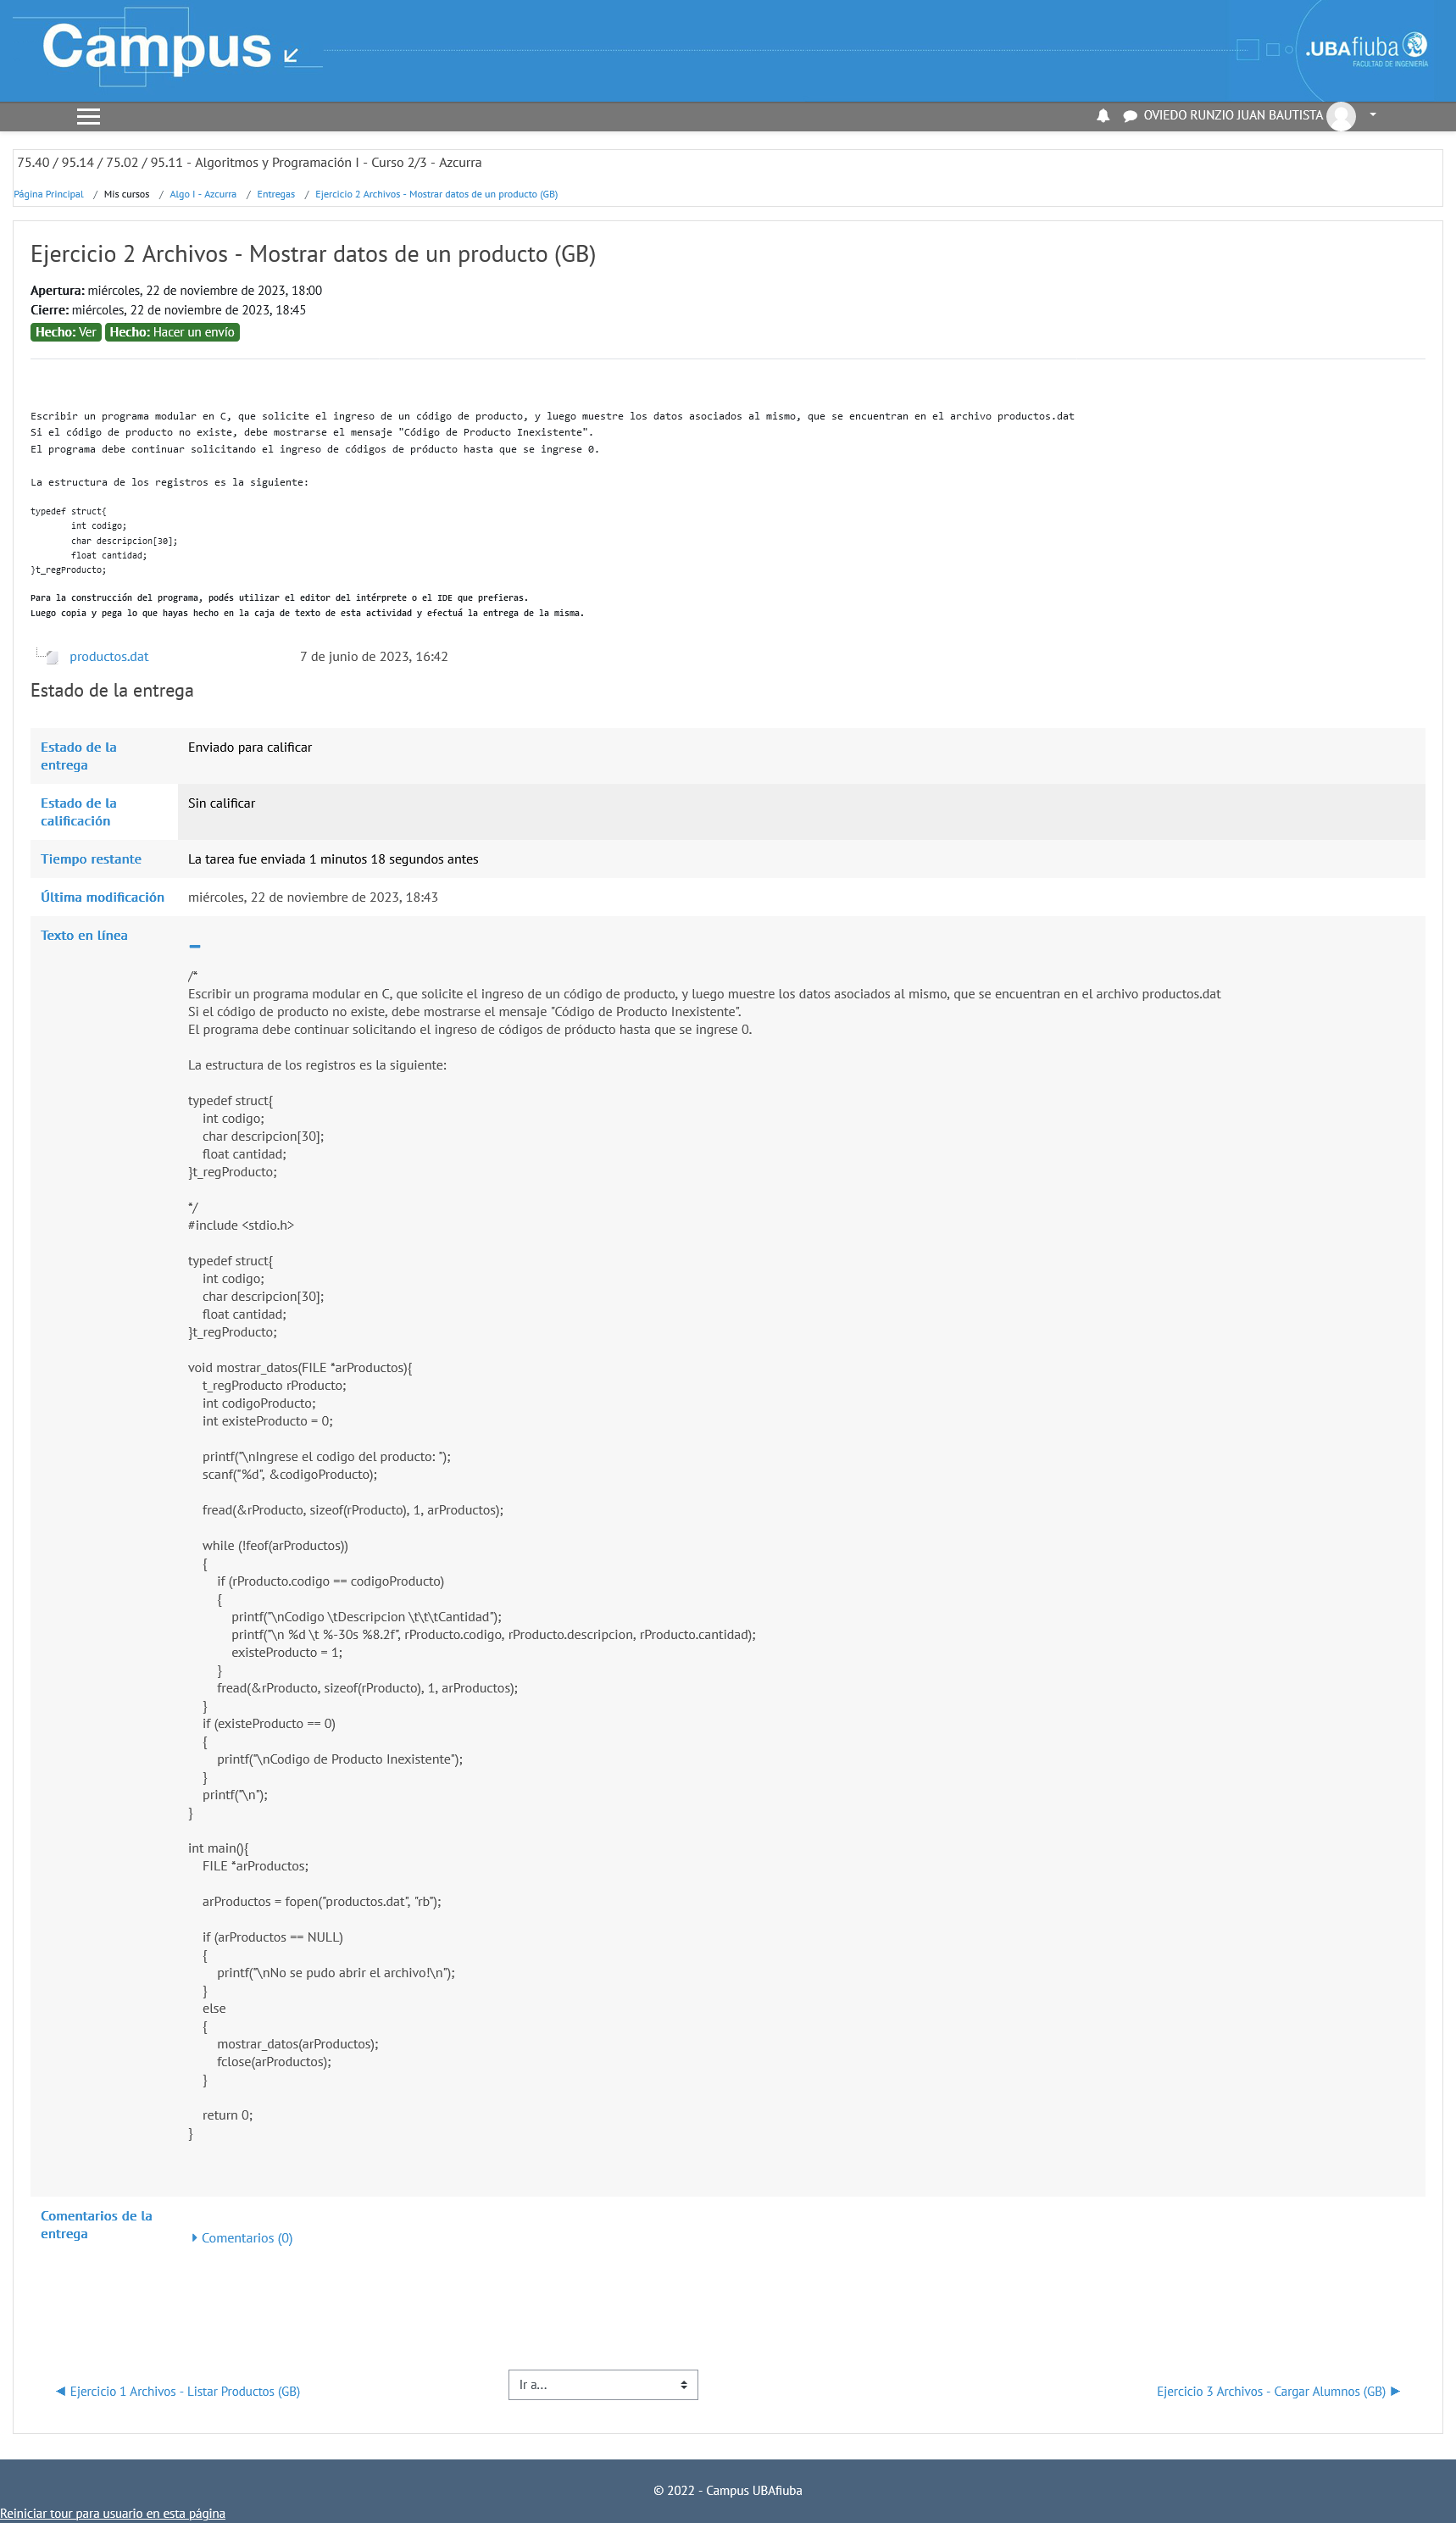 Campus
.UBAfiuba
FACULTAD DE INGENIERÍA
OVIEDO RUNZIO JUAN BAUTISTA
75.40 / 95.14 / 75.02 / 95.11 - Algoritmos y Programación I - Curso 2/3 - Azcurra
Página Principal / Mis cursos / Algo I - Azcurra / Entregas / Ejercicio 2 Archivos - Mostrar datos de un producto (GB)
Ejercicio 2 Archivos - Mostrar datos de un producto (GB)
Apertura: miércoles, 22 de noviembre de 2023, 18:00
Cierre: miércoles, 22 de noviembre de 2023, 18:45
Hecho: Ver Hecho: Hacer un envío
Escribir un programa modular en C, que solicite el ingreso de un código de producto, y luego muestre los datos asociados al mismo, que se encuentran en el archivo productos.dat
Si el código de producto no existe, debe mostrarse el mensaje "Código de Producto Inexistente".
El programa debe continuar solicitando el ingreso de códigos de próducto hasta que se ingrese 0.
La estructura de los registros es la siguiente:
typedef struct{
int codigo;
char descripcion[30];
float cantidad;
}t_regProducto;
Para la construcción del programa, podés utilizar el editor del intérprete o el IDE que prefieras.
Luego copia y pega lo que hayas hecho en la caja de texto de esta actividad y efectuá la entrega de la misma.
productos.dat 7 de junio de 2023, 16:42
Estado de la entrega
Estado de la entrega Enviado para calificar
Estado de la calificación Sin calificar
Tiempo restante La tarea fue enviada 1 minutos 18 segundos antes
Última modificación miércoles, 22 de noviembre de 2023, 18:43
Texto en línea
/*
Escribir un programa modular en C, que solicite el ingreso de un código de producto, y luego muestre los datos asociados al mismo, que se encuentran en el archivo productos.dat
Si el código de producto no existe, debe mostrarse el mensaje "Código de Producto Inexistente".
El programa debe continuar solicitando el ingreso de códigos de próducto hasta que se ingrese 0.
La estructura de los registros es la siguiente:
typedef struct{
int codigo;
char descripcion[30];
float cantidad;
}t_regProducto;
*/
#include <stdio.h>
typedef struct{
int codigo;
char descripcion[30];
float cantidad;
}t_regProducto;
void mostrar_datos(FILE *arProductos){
t_regProducto rProducto;
int codigoProducto;
int existeProducto = 0;
printf("\nIngrese el codigo del producto: ");
scanf("%d", &codigoProducto);
fread(&rProducto, sizeof(rProducto), 1, arProductos);
while (!feof(arProductos))
{
if (rProducto.codigo == codigoProducto)
{
printf("\nCodigo \tDescripcion \t\t\tCantidad");
printf("\n %d \t %-30s %8.2f", rProducto.codigo, rProducto.descripcion, rProducto.cantidad);
existeProducto = 1;
}
fread(&rProducto, sizeof(rProducto), 1, arProductos);
}
if (existeProducto == 0)
{
printf("\nCodigo de Producto Inexistente");
}
printf("\n");
}
int main(){
FILE *arProductos;
arProductos = fopen("productos.dat", "rb");
if (arProductos == NULL)
{
printf("\nNo se pudo abrir el archivo!\n");
}
else
{
mostrar_datos(arProductos);
fclose(arProductos);
}
return 0;
}
Comentarios de la entrega
Comentarios (0)
◀ Ejercicio 1 Archivos - Listar Productos (GB)
Ir a...
Ejercicio 3 Archivos - Cargar Alumnos (GB) ▶
© 2022 - Campus UBAfiuba
Reiniciar tour para usuario en esta página